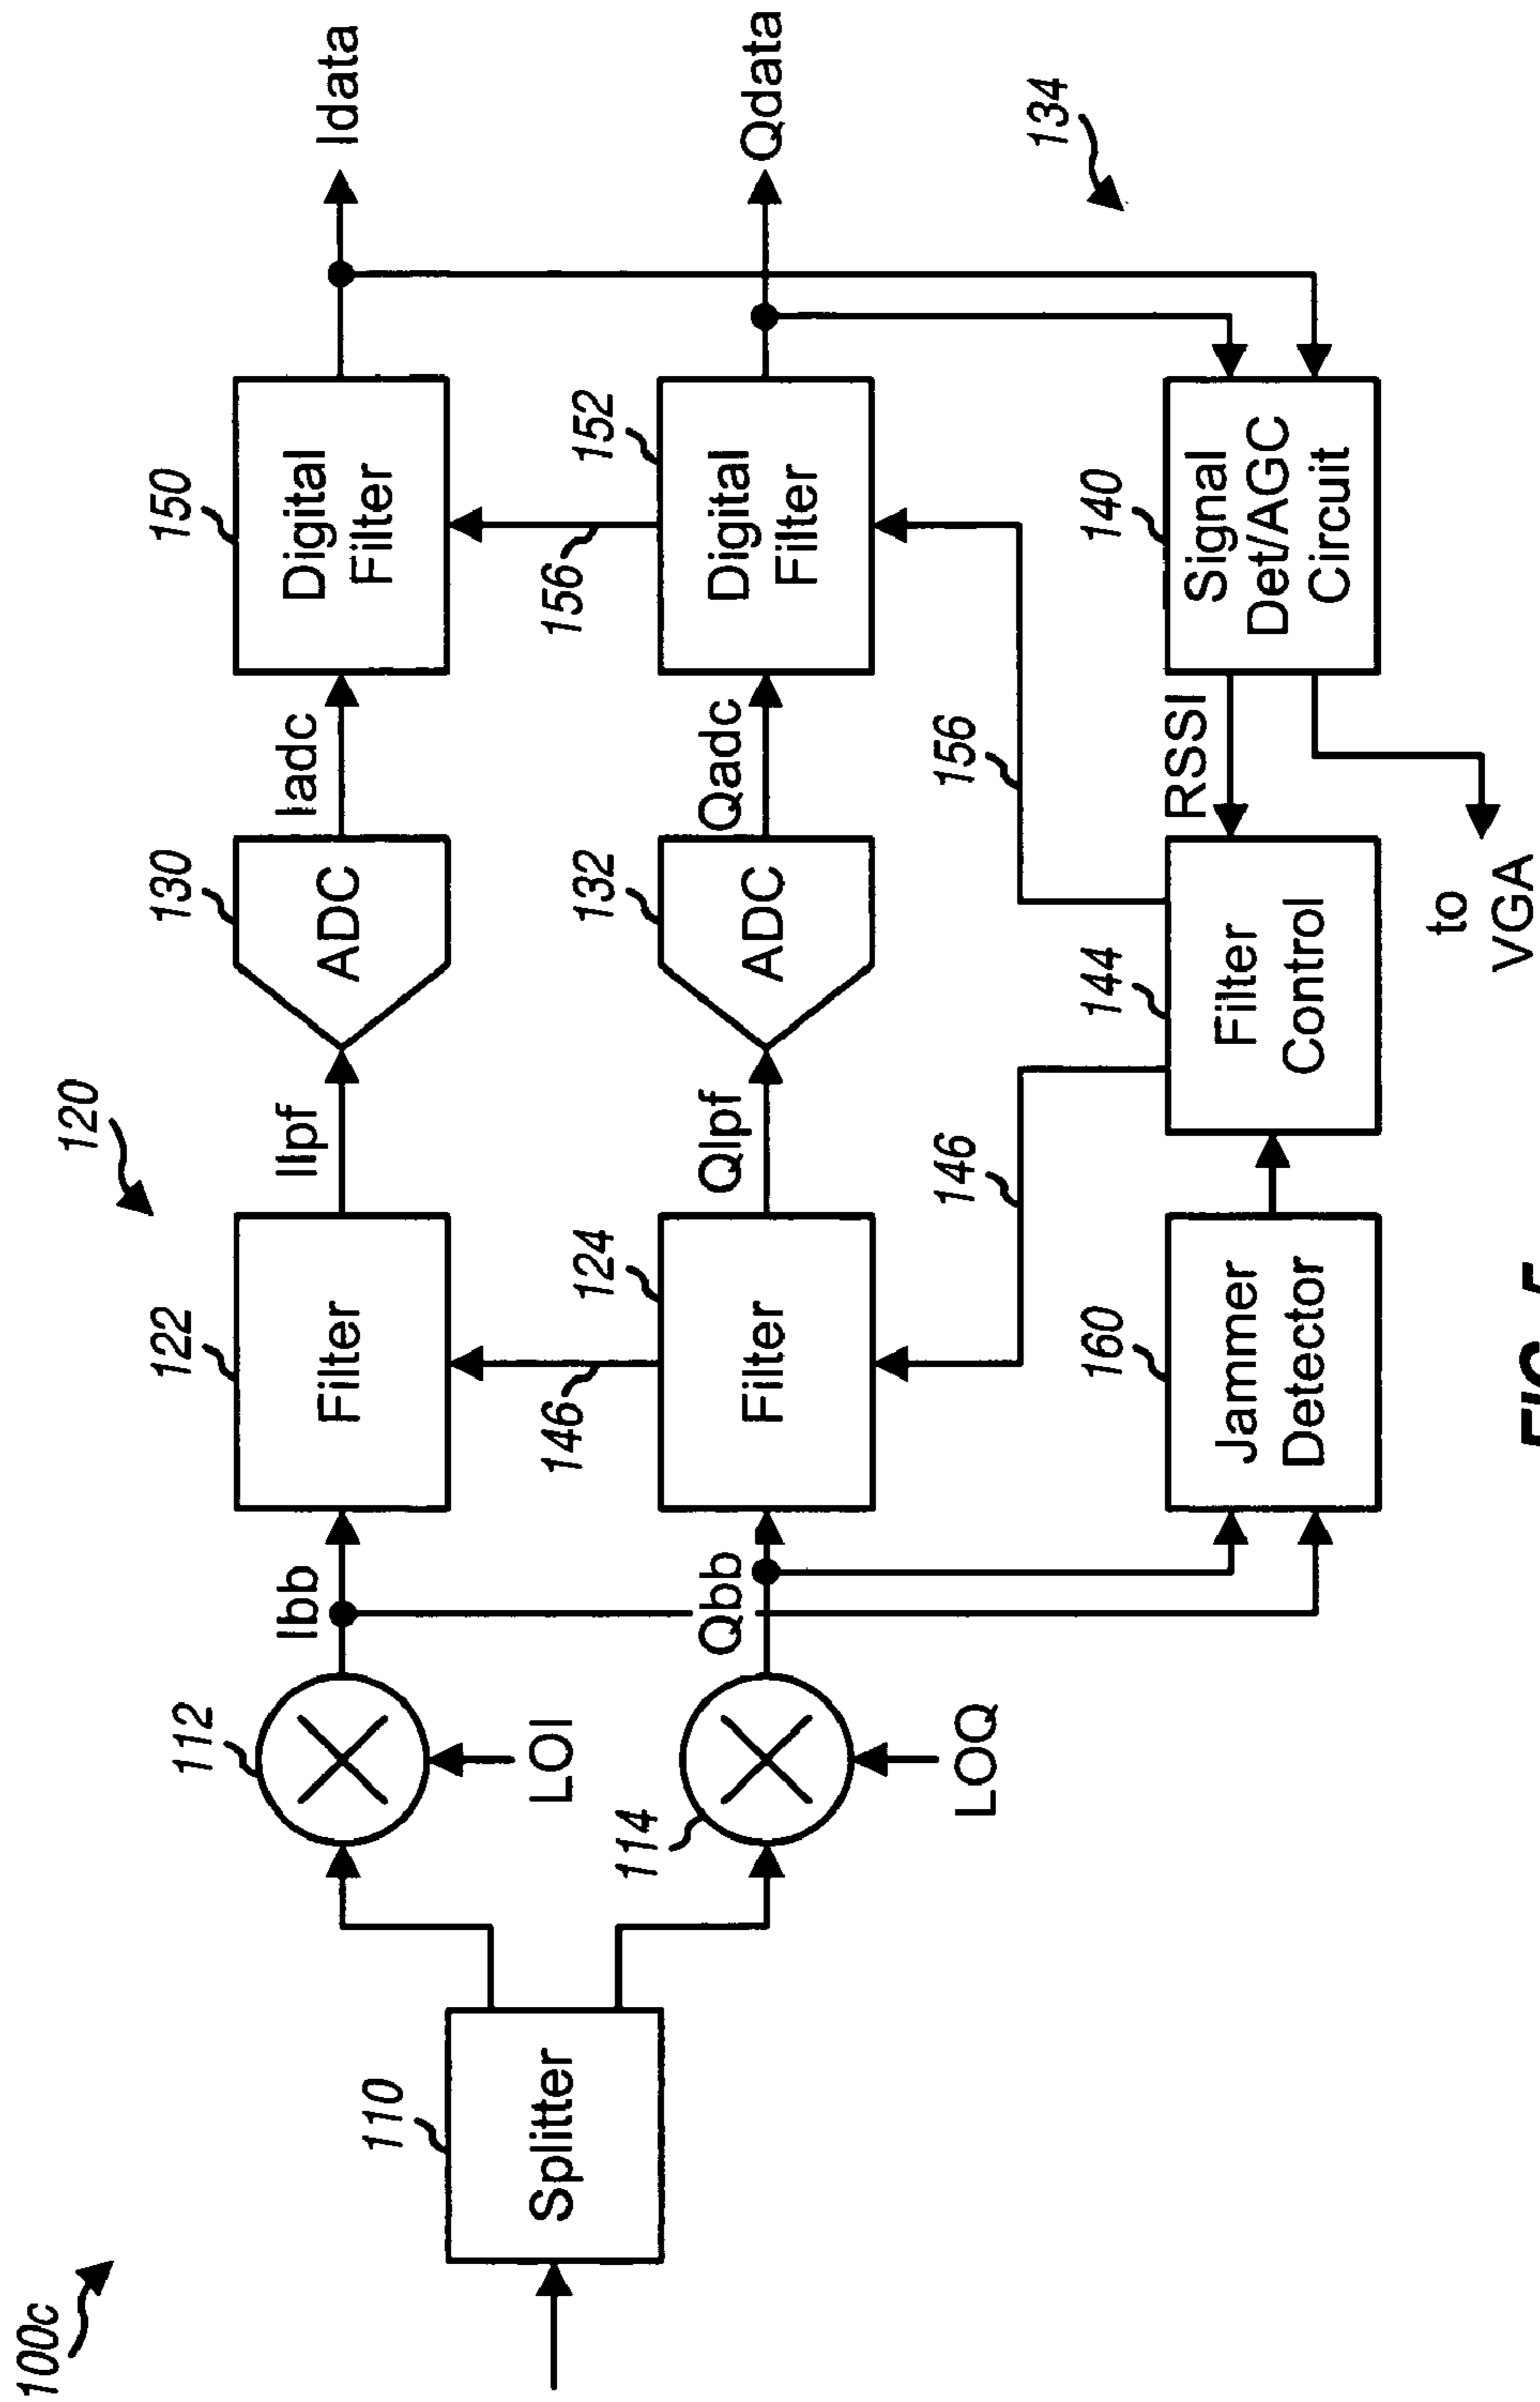 100c
120
134
110
Splitter
112
LOI
114
LOQ
Ibb
Qbb
122
Filter
146
124
Filter
Ilpf
Qlpf
130
ADC
132
ADC
Iadc
Qadc
150
Digital
Filter
156
152
Digital
Filter
Idata
Qdata
146
156
160
Jammer
Detector
144
Filter
Control
RSSI
140
Signal
Det/AGC
Circuit
to
VGA